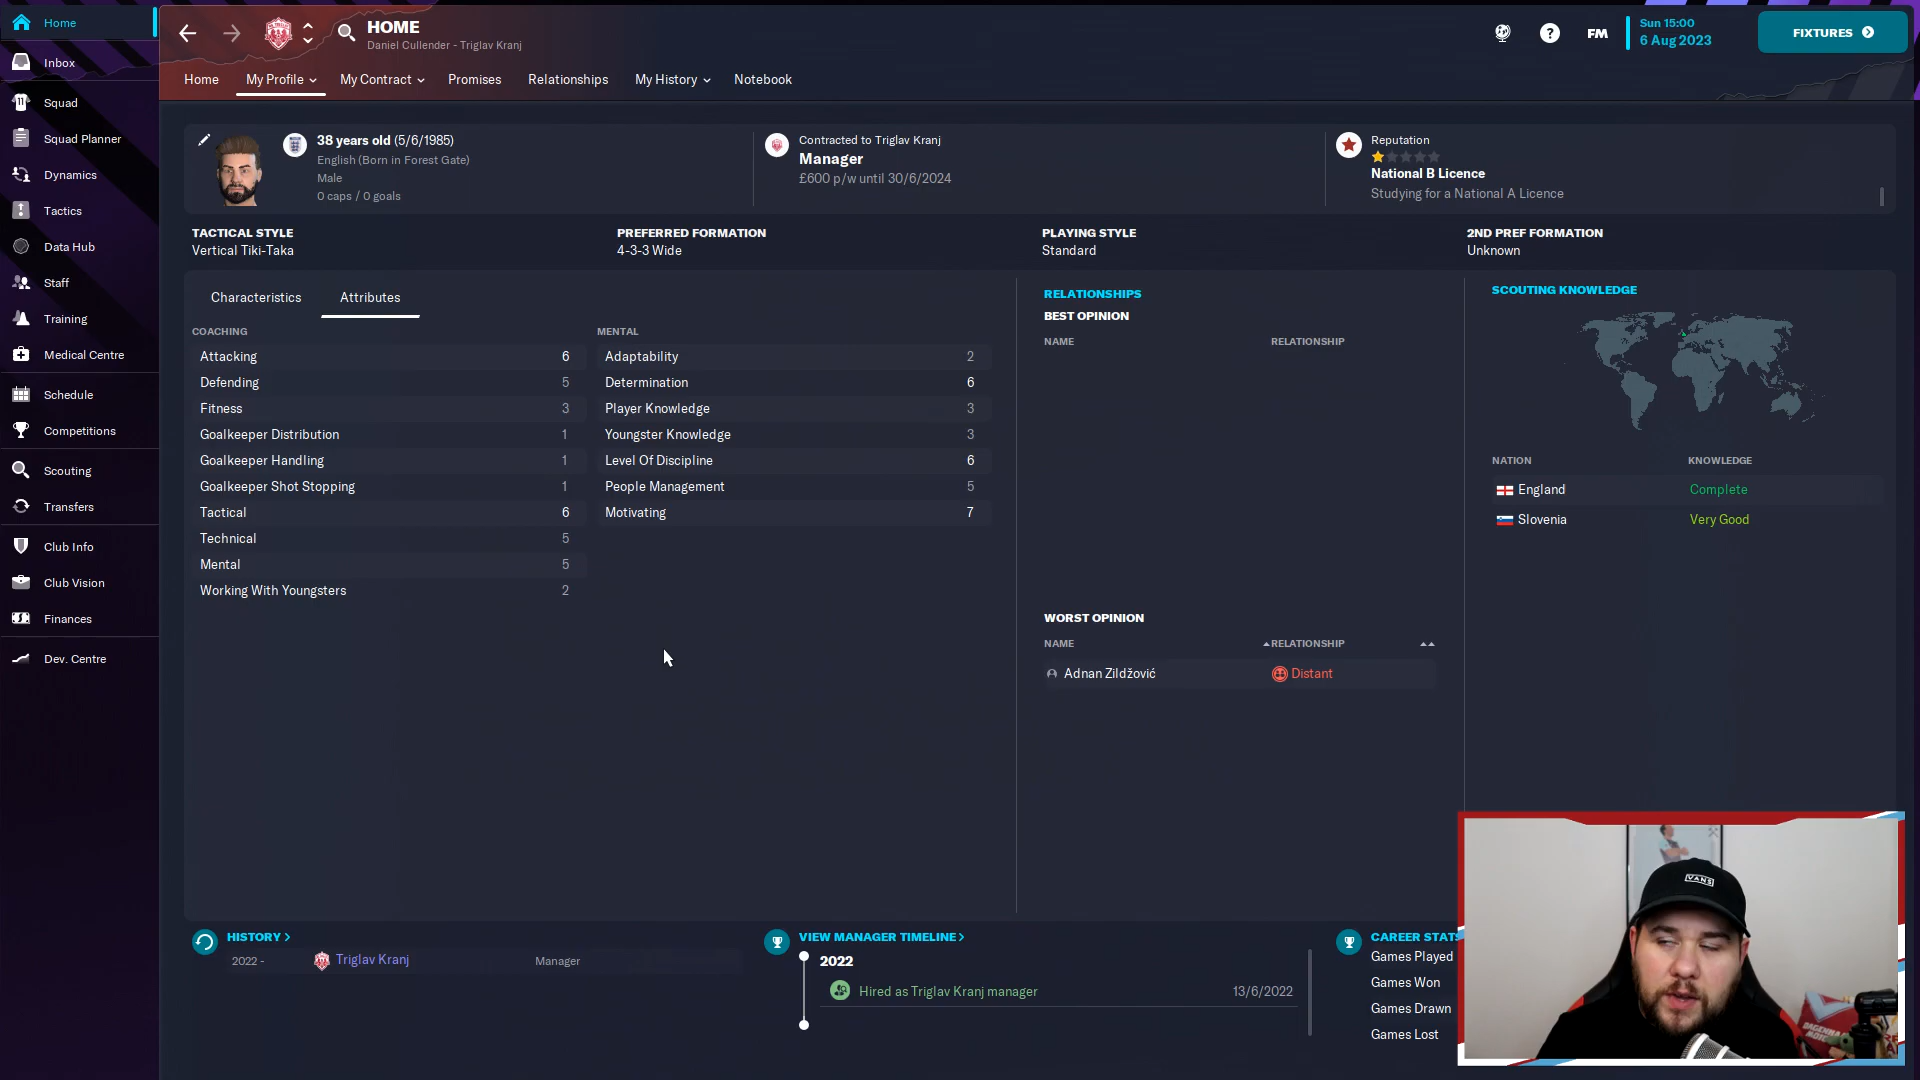 Home
Inbox
Squad
Squad Planner
Dynamics
Tactics
Data Hub
Staff
Training
Medical Centre
Schedule
Competitions
Scouting
Transfers
Club Info
Club Vision
Finances
Dev. Centre
HOME
Daniel Cullender - Triglav Kranj
FM
Sun 15:00
6 Aug 2023
FIXTURES
Home
My Profile
My Contract
Promises
Relationships
My History
Notebook
38 years old (5/6/1985)
English (Born in Forest Gate)
Male
0 caps / 0 goals
Contracted to Triglav Kranj
Manager
£600 p/w until 30/6/2024
Reputation
National B Licence
Studying for a National A Licence
TACTICAL STYLE
Vertical Tiki-Taka
PREFERRED FORMATION
4-3-3 Wide
PLAYING STYLE
Standard
2ND PREF FORMATION
Unknown
Characteristics
Attributes
COACHING
Attacking 6
Defending 5
Fitness 3
Goalkeeper Distribution 1
Goalkeeper Handling 1
Goalkeeper Shot Stopping 1
Tactical 6
Technical 5
Mental 5
Working With Youngsters 2
MENTAL
Adaptability 2
Determination 6
Player Knowledge 3
Youngster Knowledge 3
Level Of Discipline 6
People Management 5
Motivating 7
RELATIONSHIPS
BEST OPINION
NAME RELATIONSHIP
WORST OPINION
NAME RELATIONSHIP
Adnan Zildžović Distant
SCOUTING KNOWLEDGE
NATION KNOWLEDGE
England Complete
Slovenia Very Good
HISTORY >
2022 - Triglav Kranj Manager
VIEW MANAGER TIMELINE >
2022
Hired as Triglav Kranj manager 13/6/2022
CAREER STATS
Games Played
Games Won
Games Drawn
Games Lost
VANS